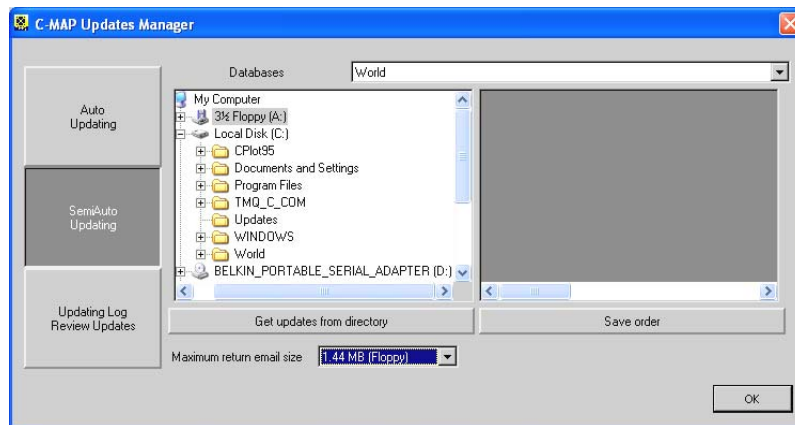 C-MAP Updates Manager
Databases
World
Auto
Updating
SemiAuto
Updating
Updating Log
Review Updates
My Computer
3½ Floppy (A:)
Local Disk (C:)
CPlot95
Documents and Settings
Program Files
TMQ_C_COM
Updates
WINDOWS
World
BELKIN_PORTABLE_SERIAL_ADAPTER (D:)
Get updates from directory
Save order
Maximum return email size
1.44 MB (Floppy)
OK